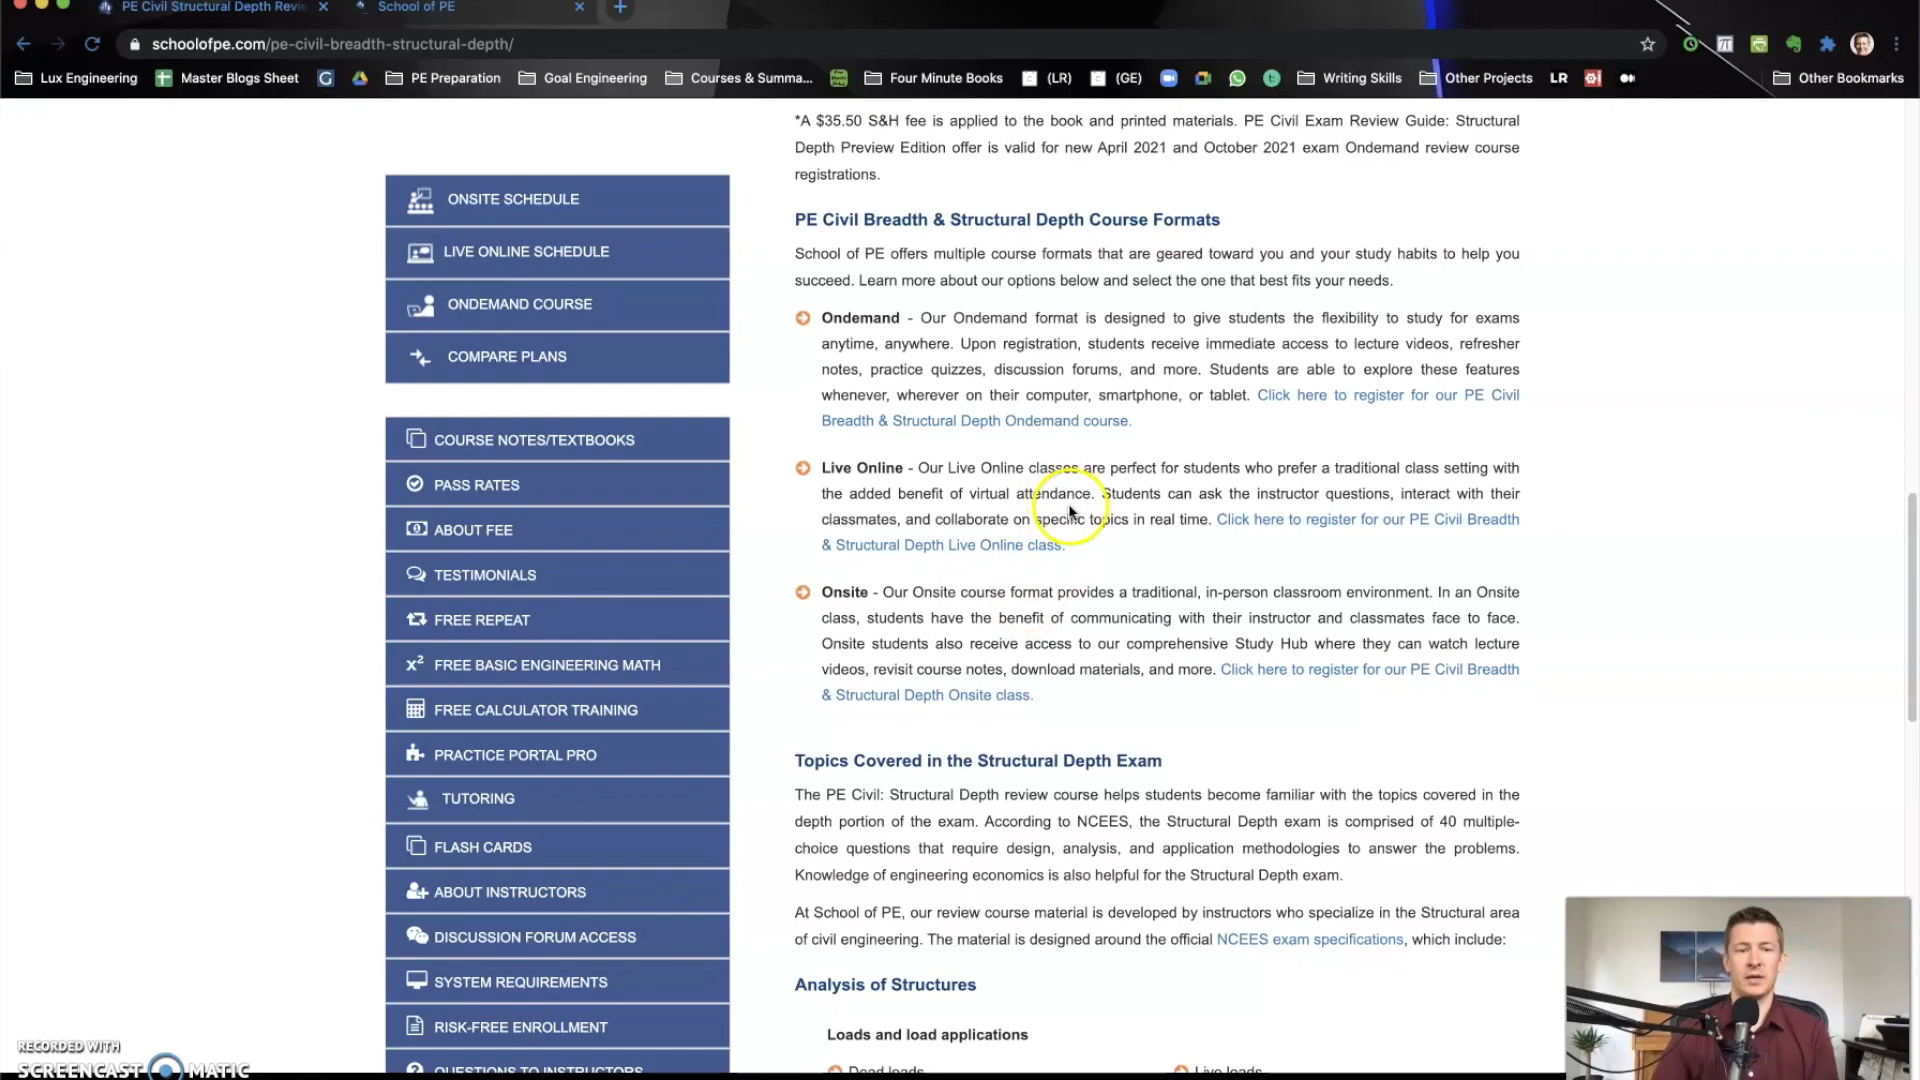 PE Civil Structural Depth Revie
School of PE
schoolofpe.com/pe-civil-breadth-structural-depth/
Lux Engineering
Master Blogs Sheet
PE Preparation
Goal Engineering
Courses & Summa...
Four Minute Books
(LR)
(GE)
Writing Skills
Other Projects
LR
Other Bookmarks
*A $35.50 S&H fee is applied to the book and printed materials. PE Civil Exam Review Guide: Structural
Depth Preview Edition offer is valid for new April 2021 and October 2021 exam Ondemand review course
registrations.
ONSITE SCHEDULE
LIVE ONLINE SCHEDULE
ONDEMAND COURSE
COMPARE PLANS
COURSE NOTES/TEXTBOOKS
PASS RATES
ABOUT FEE
TESTIMONIALS
FREE REPEAT
x² FREE BASIC ENGINEERING MATH
FREE CALCULATOR TRAINING
PRACTICE PORTAL PRO
TUTORING
FLASH CARDS
ABOUT INSTRUCTORS
DISCUSSION FORUM ACCESS
SYSTEM REQUIREMENTS
RISK-FREE ENROLLMENT
QUESTIONS TO INSTRUCTORS
PE Civil Breadth & Structural Depth Course Formats
School of PE offers multiple course formats that are geared toward you and your study habits to help you
succeed. Learn more about our options below and select the one that best fits your needs.
Ondemand - Our Ondemand format is designed to give students the flexibility to study for exams
anytime, anywhere. Upon registration, students receive immediate access to lecture videos, refresher
notes, practice quizzes, discussion forums, and more. Students are able to explore these features
whenever, wherever on their computer, smartphone, or tablet. Click here to register for our PE Civil
Breadth & Structural Depth Ondemand course.
Live Online - Our Live Online classes are perfect for students who prefer a traditional class setting with
the added benefit of virtual attendance. Students can ask the instructor questions, interact with their
classmates, and collaborate on specific topics in real time. Click here to register for our PE Civil Breadth
& Structural Depth Live Online class.
Onsite - Our Onsite course format provides a traditional, in-person classroom environment. In an Onsite
class, students have the benefit of communicating with their instructor and classmates face to face.
Onsite students also receive access to our comprehensive Study Hub where they can watch lecture
videos, revisit course notes, download materials, and more. Click here to register for our PE Civil Breadth
& Structural Depth Onsite class.
Topics Covered in the Structural Depth Exam
The PE Civil: Structural Depth review course helps students become familiar with the topics covered in the
depth portion of the exam. According to NCEES, the Structural Depth exam is comprised of 40 multiple-
choice questions that require design, analysis, and application methodologies to answer the problems.
Knowledge of engineering economics is also helpful for the Structural Depth exam.
At School of PE, our review course material is developed by instructors who specialize in the Structural area
of civil engineering. The material is designed around the official NCEES exam specifications, which include:
Analysis of Structures
Loads and load applications
Dead loads
Live loads
RECORDED WITH
SCREENCAST MATIC